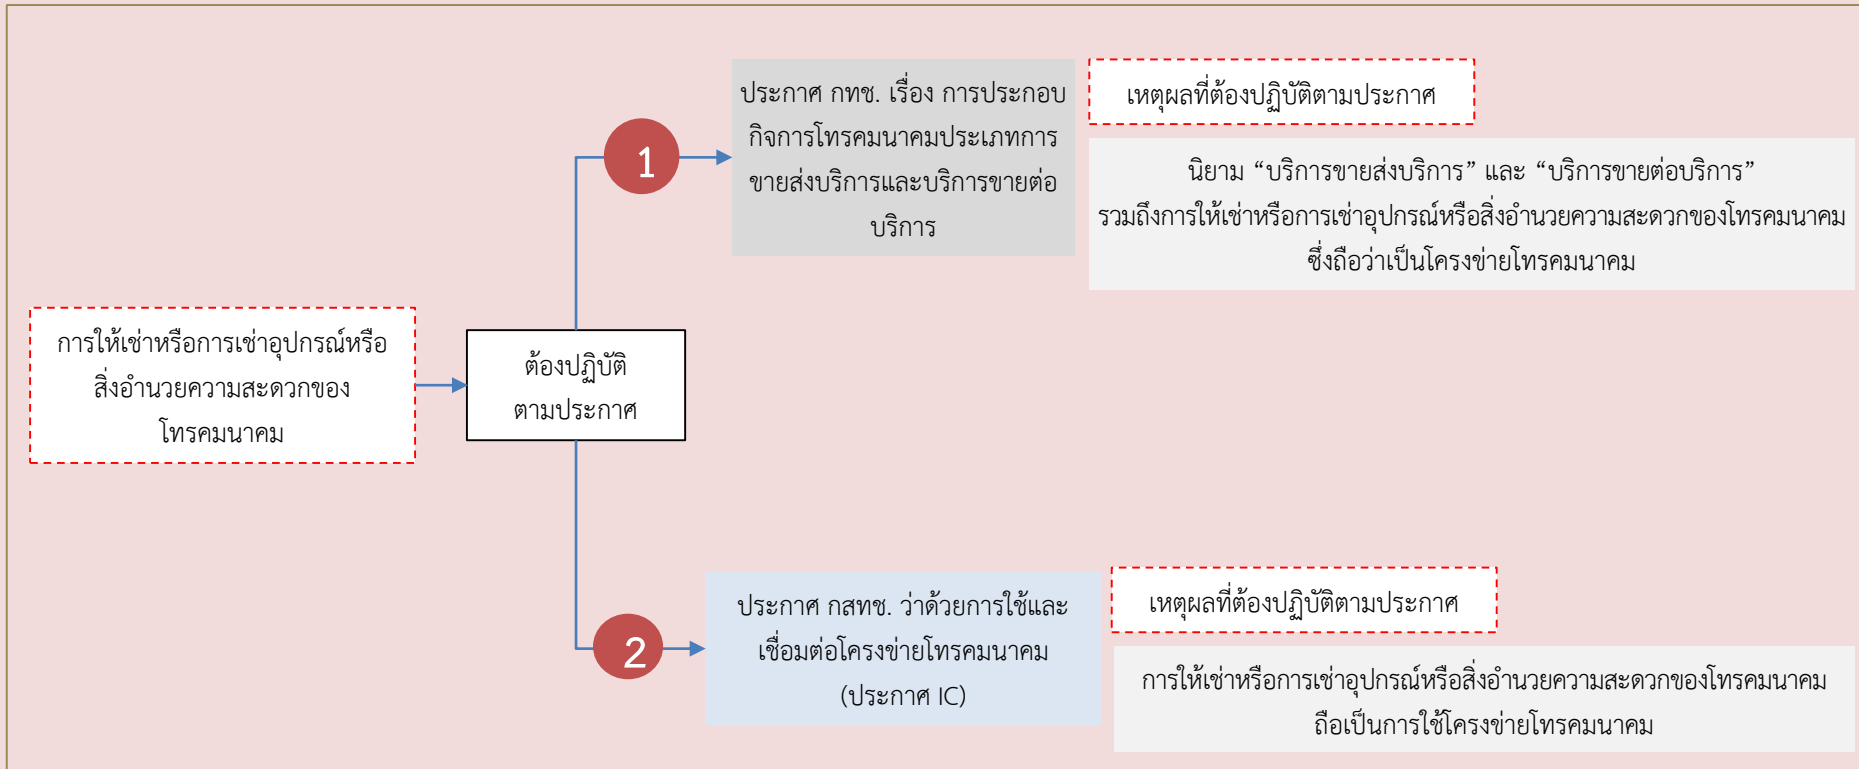 การให้เช่าหรือการเช่าอุปกรณ์หรือ
สิ่งอำนวยความสะดวกของ
โทรคมนาคม
ต้องปฏิบัติ
ตามประกาศ
1
ประกาศ กทช. เรื่อง การประกอบ
กิจการโทรคมนาคมประเภทการ
ขายส่งบริการและบริการขายต่อ
บริการ
เหตุผลที่ต้องปฏิบัติตามประกาศ
นิยาม “บริการขายส่งบริการ” และ “บริการขายต่อบริการ”
รวมถึงการให้เช่าหรือการเช่าอุปกรณ์หรือสิ่งอำนวยความสะดวกของโทรคมนาคม
ซึ่งถือว่าเป็นโครงข่ายโทรคมนาคม
2
ประกาศ กสทช. ว่าด้วยการใช้และ
เชื่อมต่อโครงข่ายโทรคมนาคม
(ประกาศ IC)
เหตุผลที่ต้องปฏิบัติตามประกาศ
การให้เช่าหรือการเช่าอุปกรณ์หรือสิ่งอำนวยความสะดวกของโทรคมนาคม
ถือเป็นการใช้โครงข่ายโทรคมนาคม